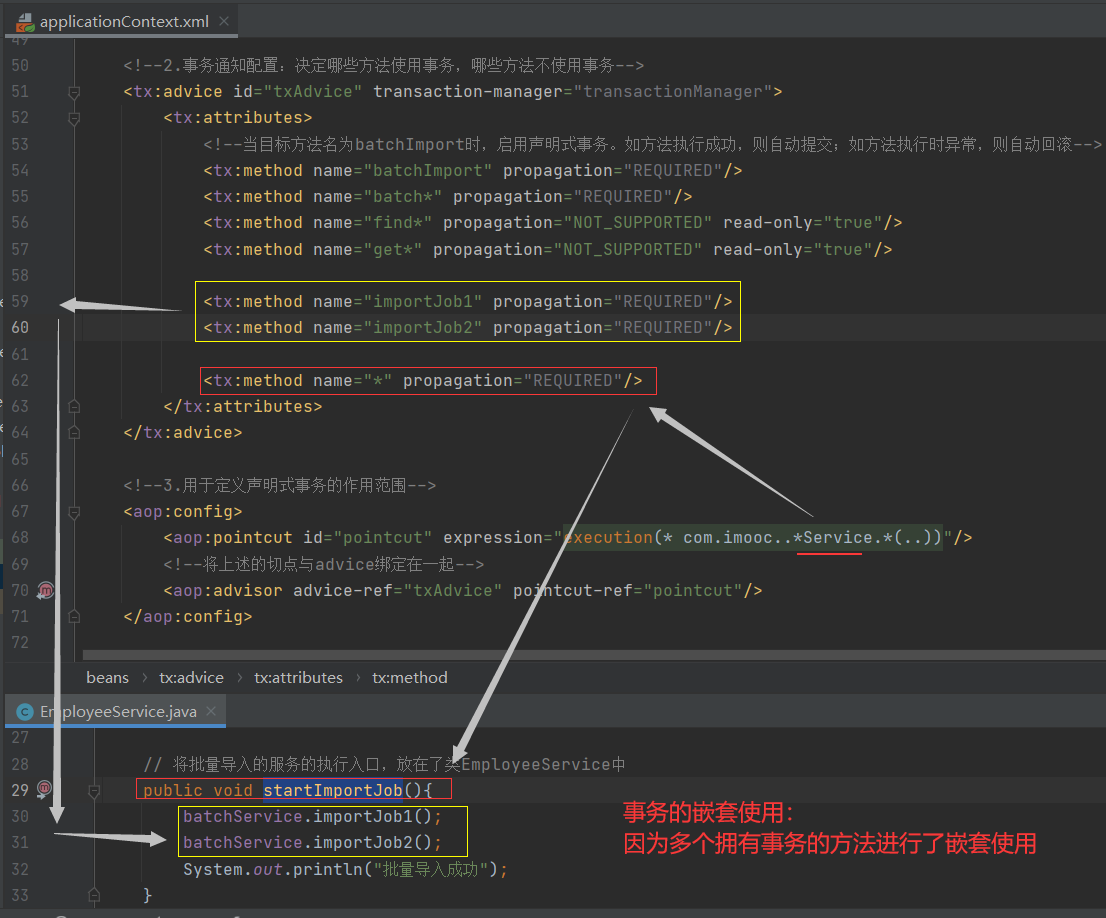 applicationContext.xml
49
50 <!--2.事务通知配置：决定哪些方法使用事务，哪些方法不使用事务-->
51 <tx:advice id="txAdvice" transaction-manager="transactionManager">
52 <tx:attributes>
53 <!--当目标方法名为batchImport时，启用声明式事务。如方法执行成功，则自动提交；如方法执行时异常，则自动回滚-->
54 <tx:method name="batchImport" propagation="REQUIRED"/>
55 <tx:method name="batch*" propagation="REQUIRED"/>
56 <tx:method name="find*" propagation="NOT_SUPPORTED" read-only="true"/>
57 <tx:method name="get*" propagation="NOT_SUPPORTED" read-only="true"/>
58
59 <tx:method name="importJob1" propagation="REQUIRED"/>
60 <tx:method name="importJob2" propagation="REQUIRED"/>
61
62 <tx:method name="*" propagation="REQUIRED"/>
63 </tx:attributes>
64 </tx:advice>
65
66 <!--3.用于定义声明式事务的作用范围-->
67 <aop:config>
68 <aop:pointcut id="pointcut" expression="execution(* com.imooc..*Service.*(..))"/>
69 <!--将上述的切点与advice绑定在一起-->
70 <aop:advisor advice-ref="txAdvice" pointcut-ref="pointcut"/>
71 </aop:config>
72
beans › tx:advice › tx:attributes › tx:method
EmployeeService.java
27
28 // 将批量导入的服务的执行入口，放在了类EmployeeService中
29 public void startImportJob(){
30 batchService.importJob1();
31 batchService.importJob2();
32 System.out.println("批量导入成功");
33 }
事务的嵌套使用：
因为多个拥有事务的方法进行了嵌套使用